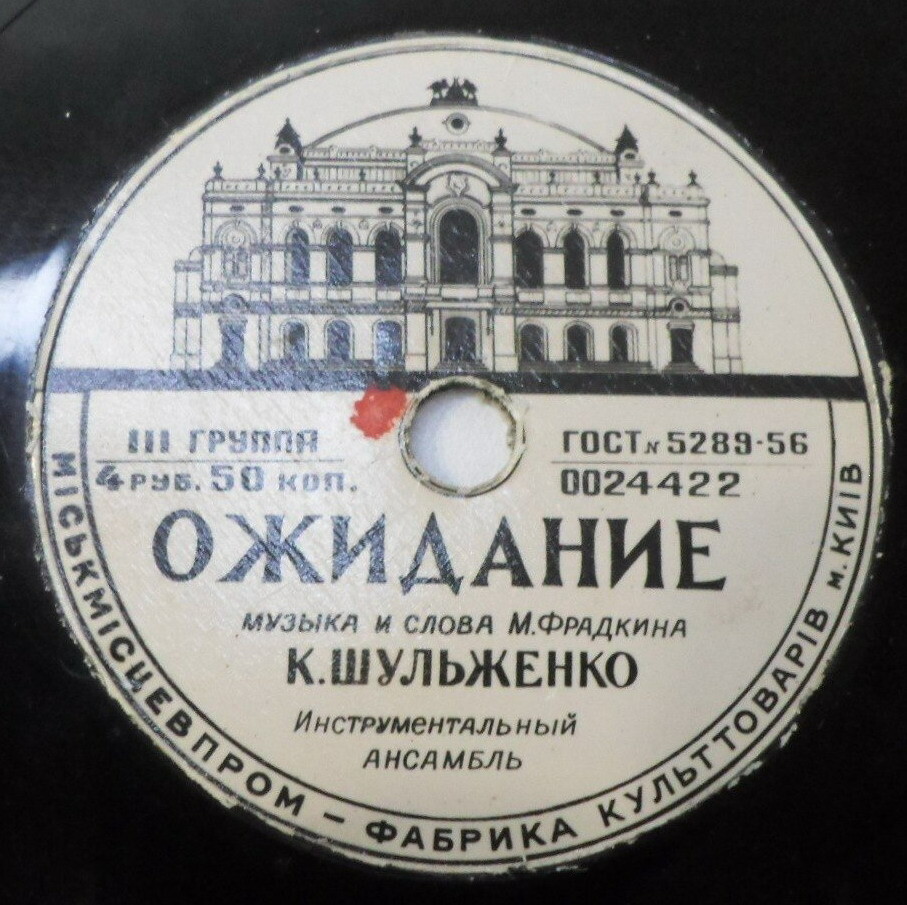 III ГРУППА
4 РУБ. 50 КОП.
ГОСТ N 5289-56
0024422
ОЖИДАНИЕ
МУЗЫКА И СЛОВА М.ФРАДКИНА
К.ШУЛЬЖЕНКО
ИНСТРУМЕНТАЛЬНЫЙ
АНСАМБЛЬ
МІСЬКМІСЦЕВПРОМ – ФАБРИКА КУЛЬТТОВАРІВ м. КИЇВ